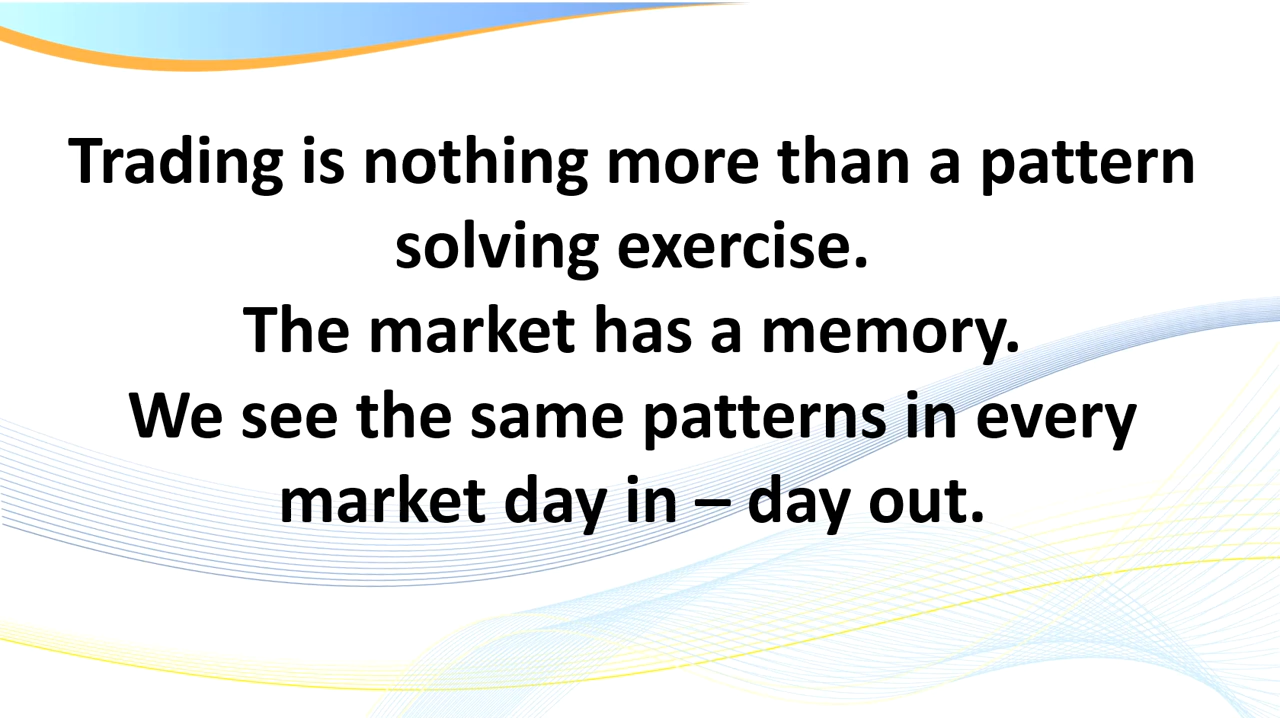 Trading is nothing more than a pattern
solving exercise.
The market has a memory.
We see the same patterns in every
market day in – day out.